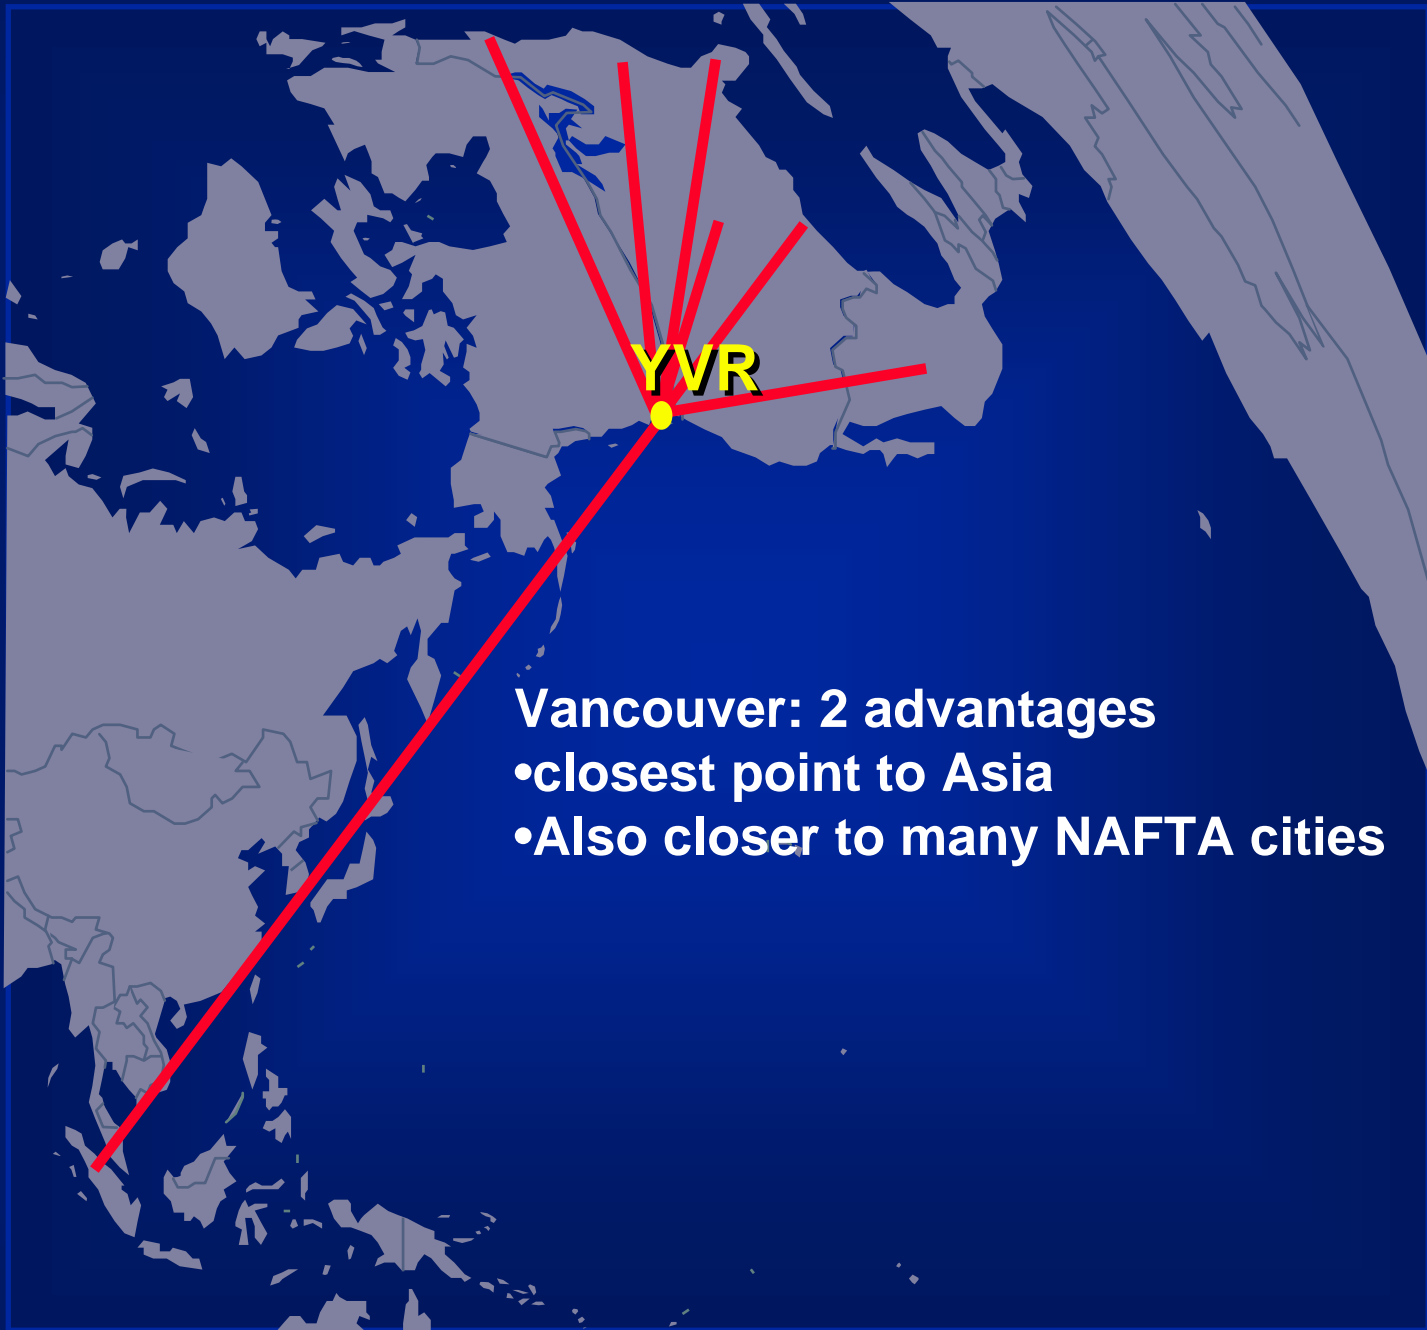 YVR
Vancouver: 2 advantages
•closest point to Asia
•Also closer to many NAFTA cities